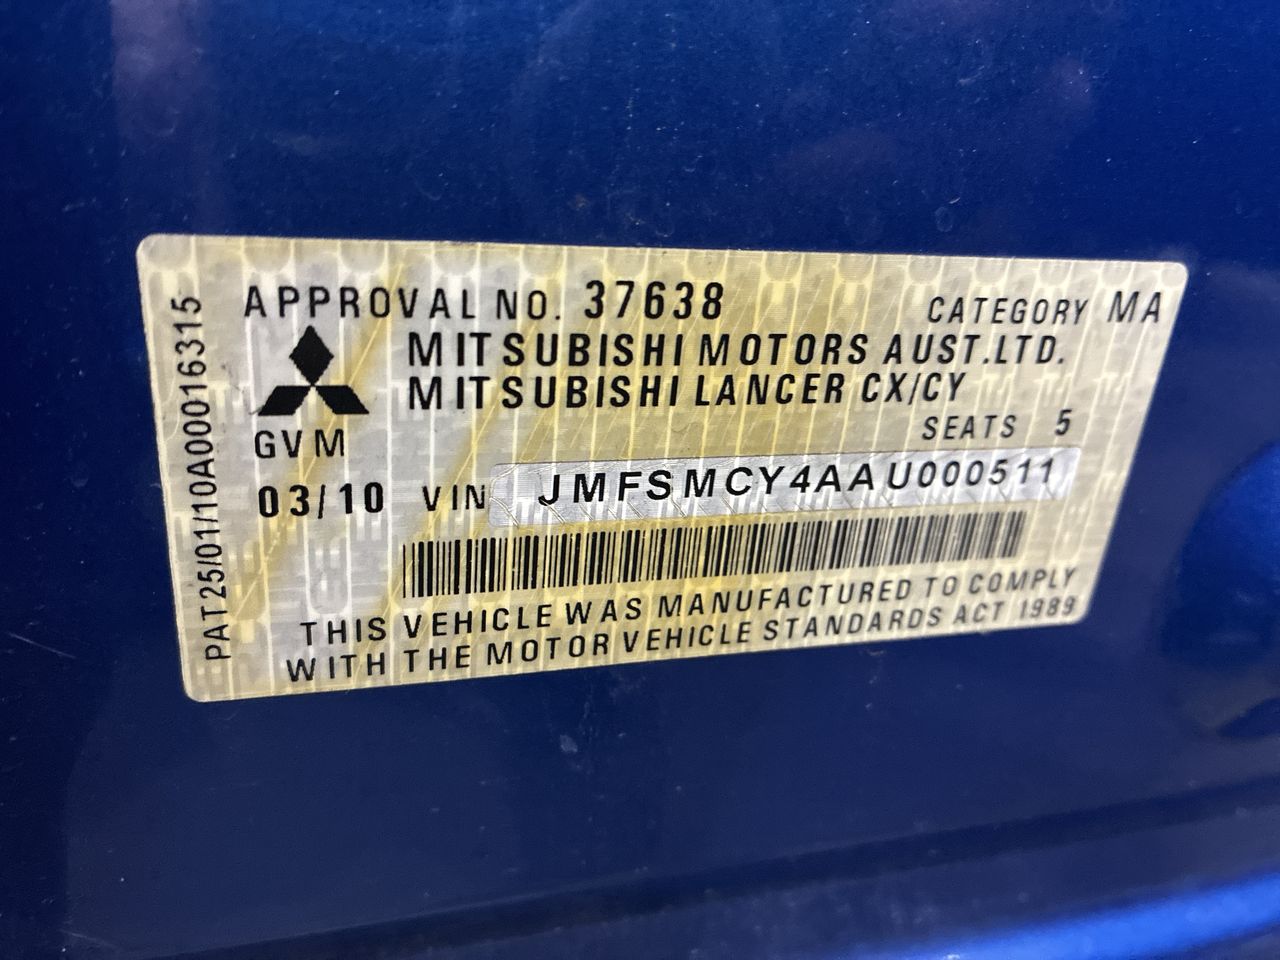 PAT25/01/10A00016315
APPROVAL NO. 37638 CATEGORY MA
MITSUBISHI MOTORS AUST.LTD.
MITSUBISHI LANCER CX/CY
GVM SEATS 5
03/10 VIN JMFSMCY4AAU000511
THIS VEHICLE WAS MANUFACTURED TO COMPLY
WITH THE MOTOR VEHICLE STANDARDS ACT 1989